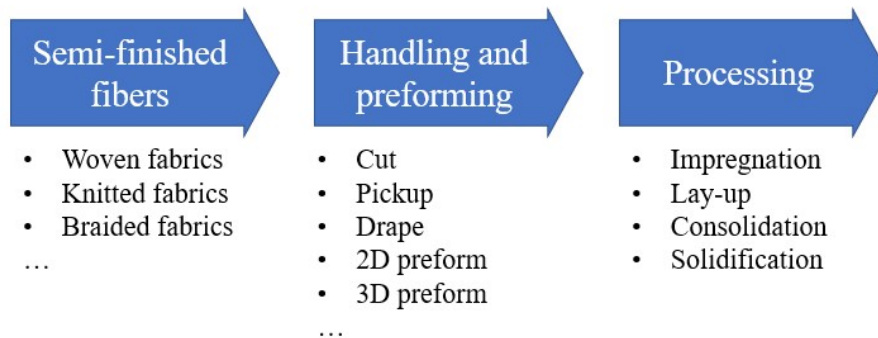 Semi-finished
fibers
• Woven fabrics
• Knitted fabrics
• Braided fabrics
…
Handling and
preforming
• Cut
• Pickup
• Drape
• 2D preform
• 3D preform
…
Processing
• Impregnation
• Lay-up
• Consolidation
• Solidification